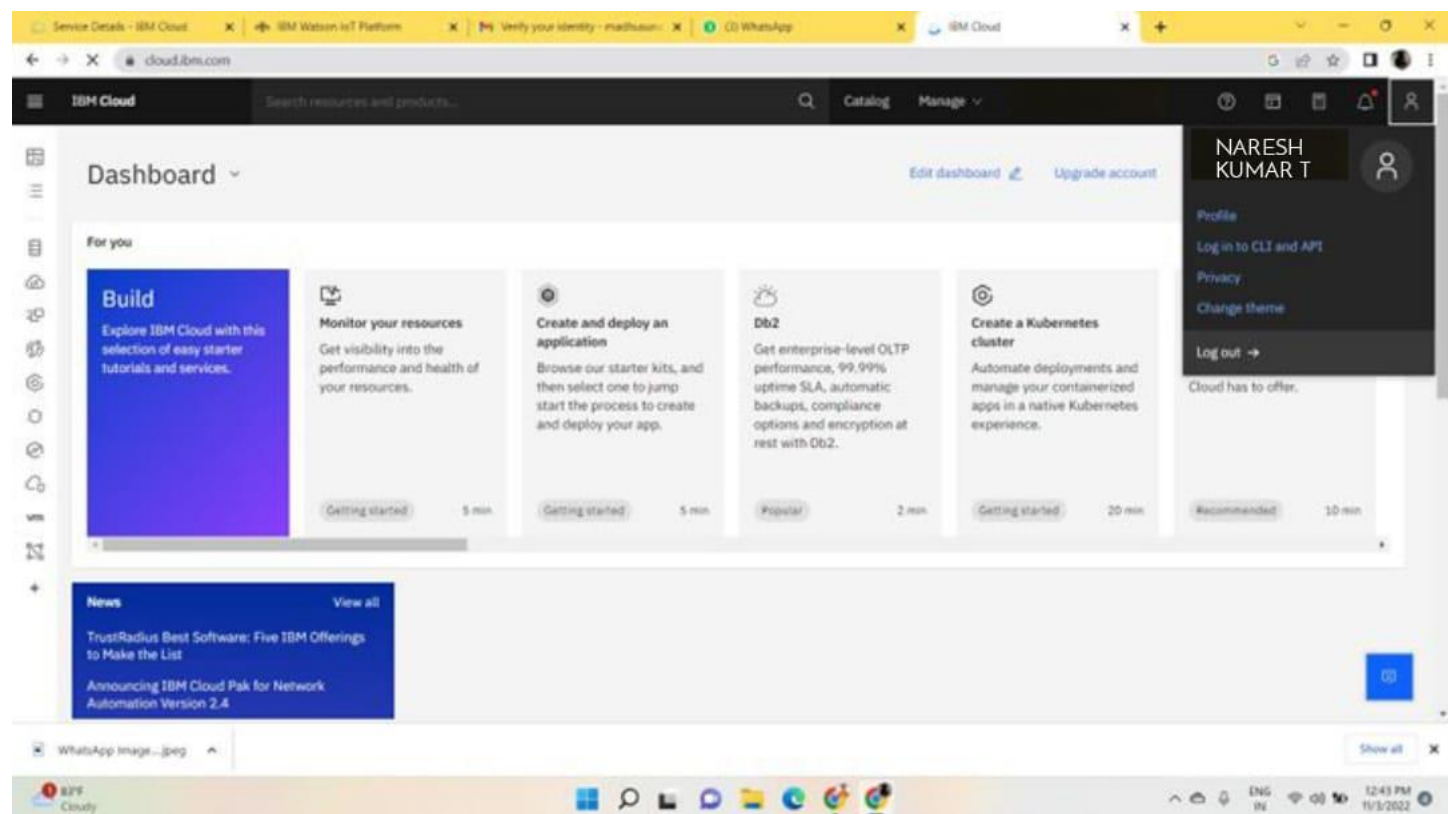 Service Details - IBM Cloud
IBM Watson IoT Platform
Verify your identity - madhusun
(3) WhatsApp
IBM Cloud
cloud.ibm.com
IBM Cloud
Search resources and products...
Catalog
Manage
NARESH
KUMAR T
Dashboard
Edit dashboard
Upgrade account
Profile
Log in to CLI and API
Privacy
Change theme
Log out →
For you
Build
Explore IBM Cloud with this
selection of easy starter
tutorials and services.
Monitor your resources
Get visibility into the
performance and health of
your resources.
Getting started
5 min
Create and deploy an
application
Browse our starter kits, and
then select one to jump
start the process to create
and deploy your app.
Getting started
5 min
Db2
Get enterprise-level OLTP
performance, 99.99%
uptime SLA, automatic
backups, compliance
options and encryption at
rest with Db2.
Popular
2 min
Create a Kubernetes
cluster
Automate deployments and
manage your containerized
apps in a native Kubernetes
experience.
Getting started
20 min
Cloud has to offer.
Recommended
10 min
News
View all
TrustRadius Best Software: Five IBM Offerings
to Make the List
Announcing IBM Cloud Pak for Network
Automation Version 2.4
WhatsApp Image....jpeg
Show all
83°F
Cloudy
ENG
IN
12:43 PM
11/3/2022